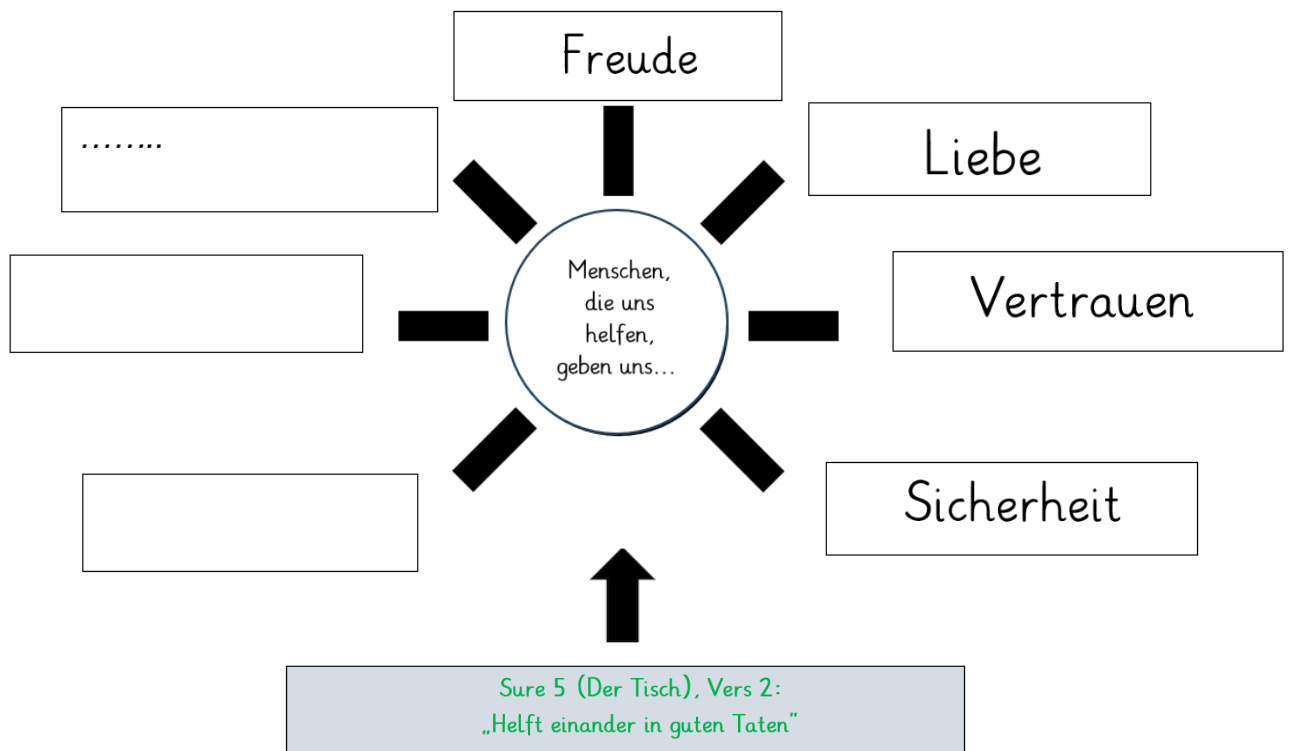 Freude
........
Liebe
Menschen,
die uns
helfen,
geben uns...
Vertrauen
Sicherheit
Sure 5 (Der Tisch), Vers 2:
„Helft einander in guten Taten"